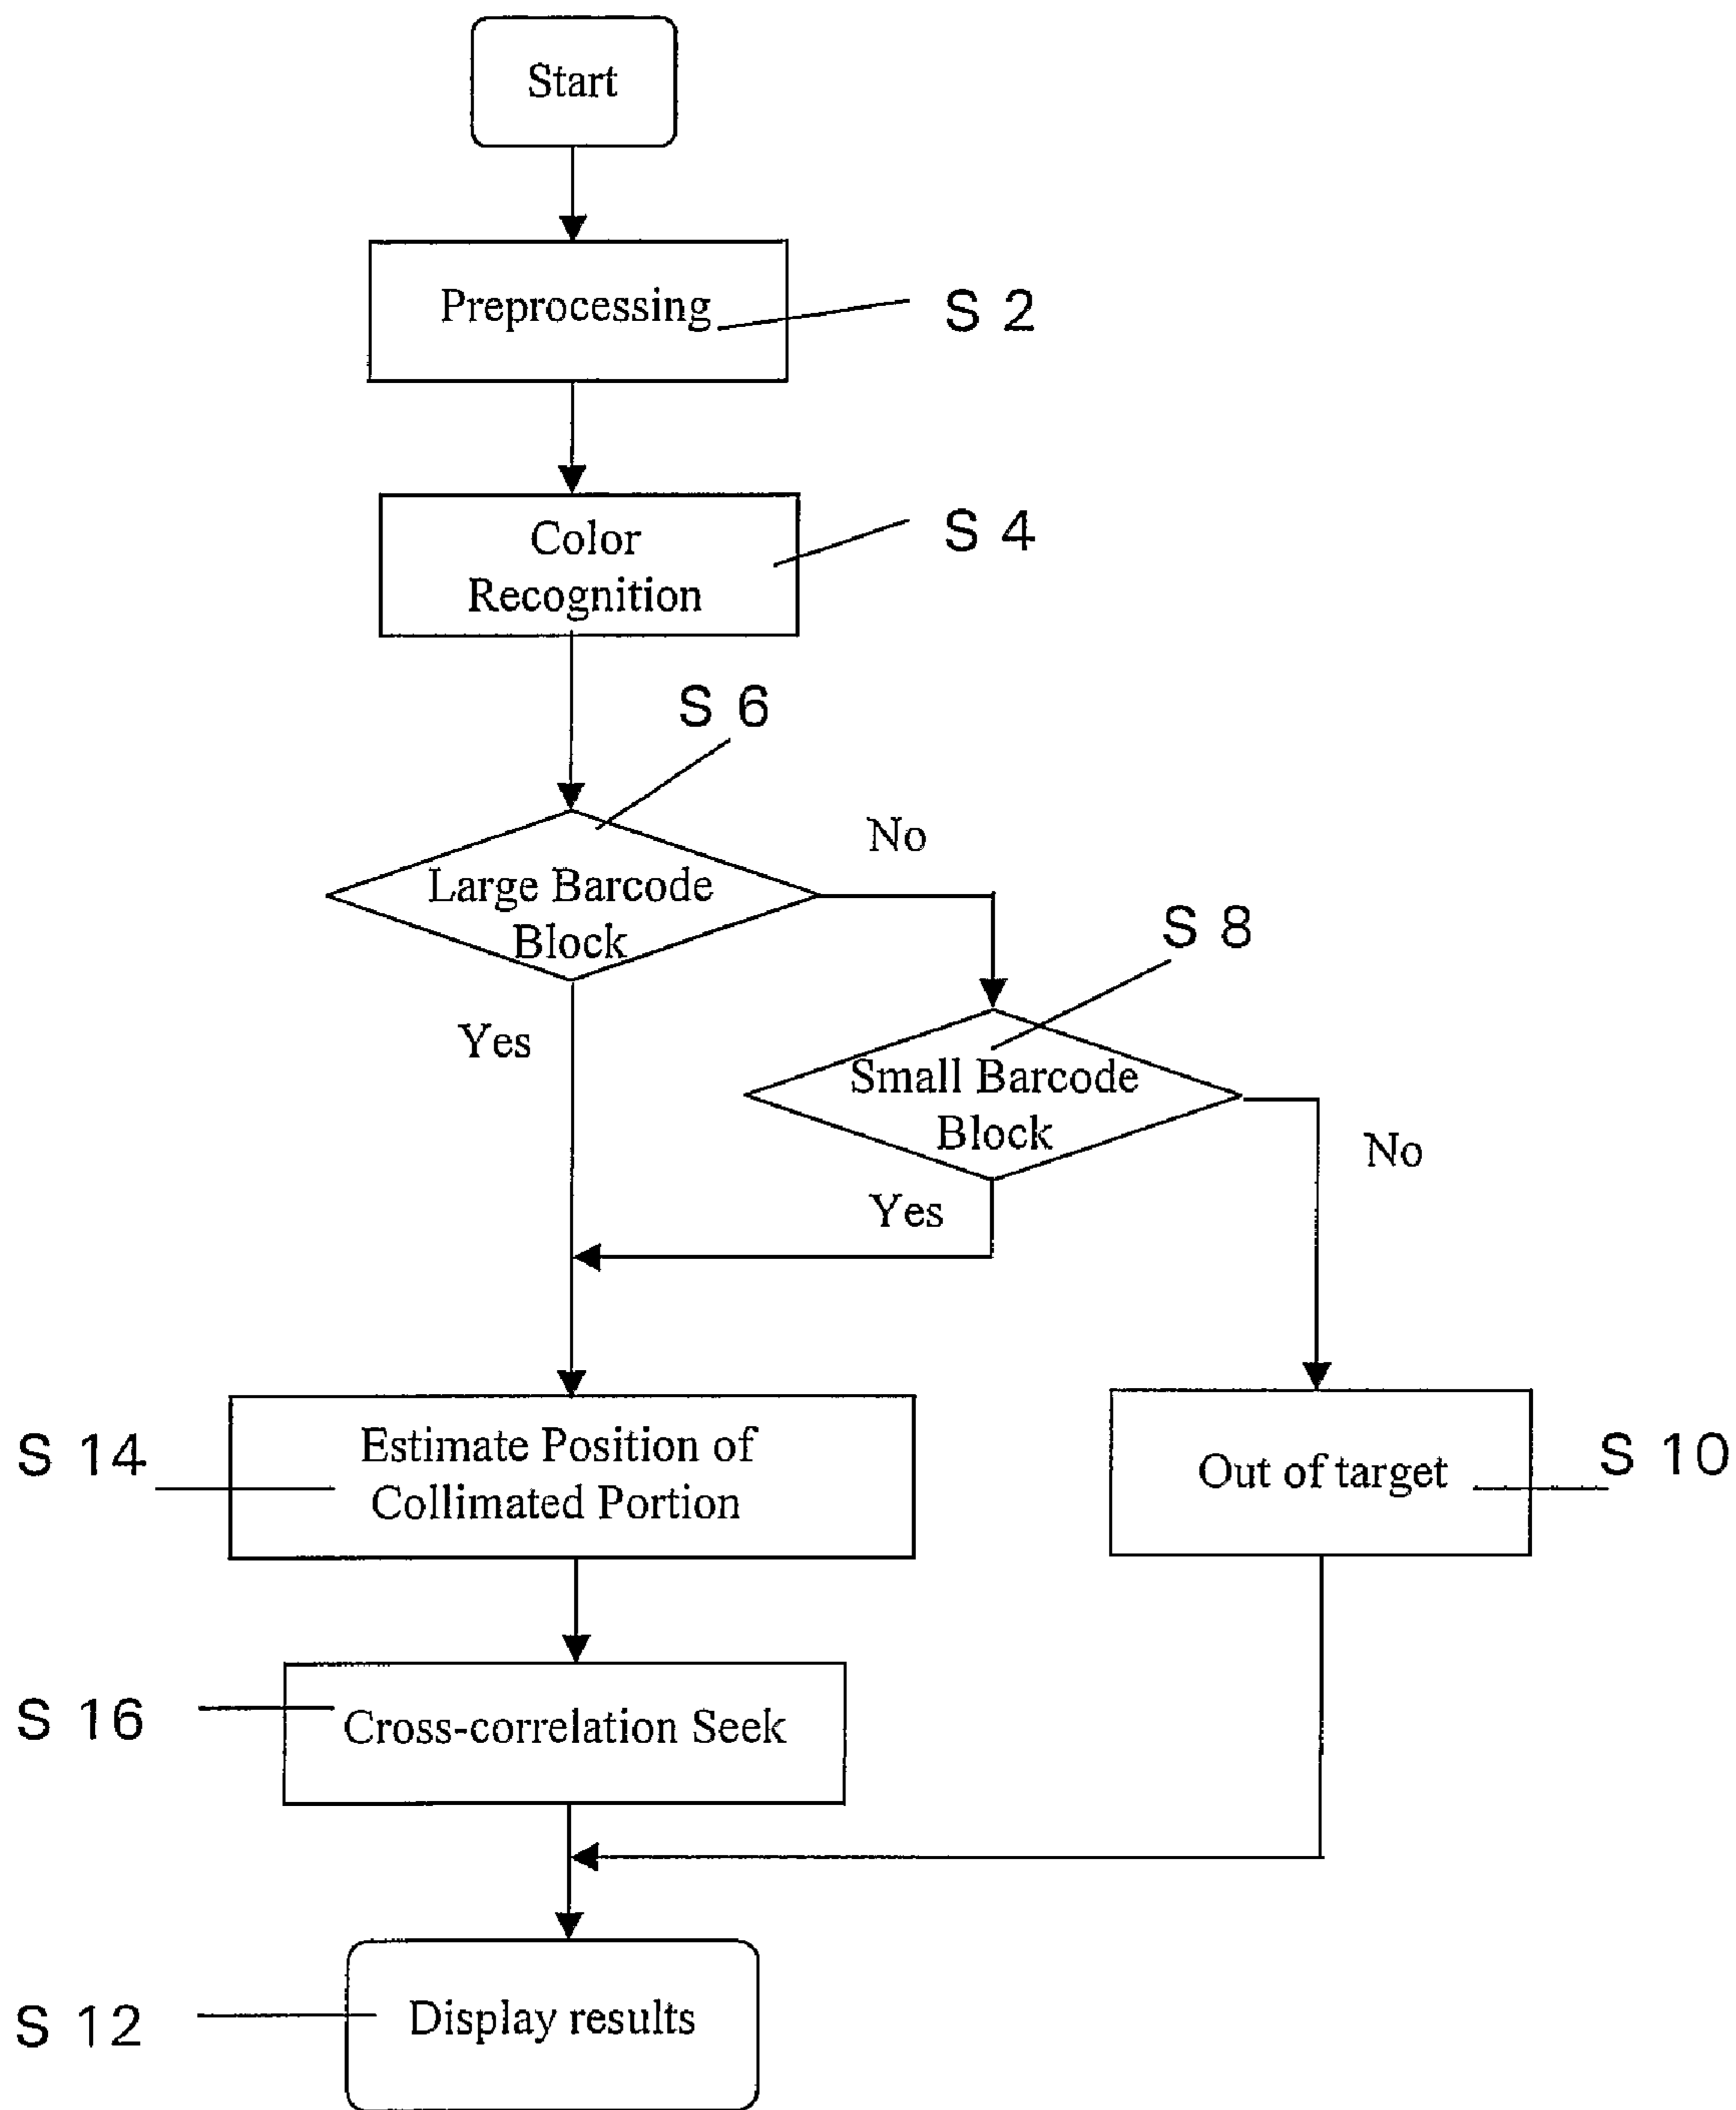 Start
Preprocessing
S 2
Color
Recognition
S 4
S 6
Large Barcode
Block
No
Yes
S 8
Small Barcode
Block
Yes
No
S 14
Estimate Position of
Collimated Portion
Out of target
S 10
S 16
Cross-correlation Seek
S 12
Display results